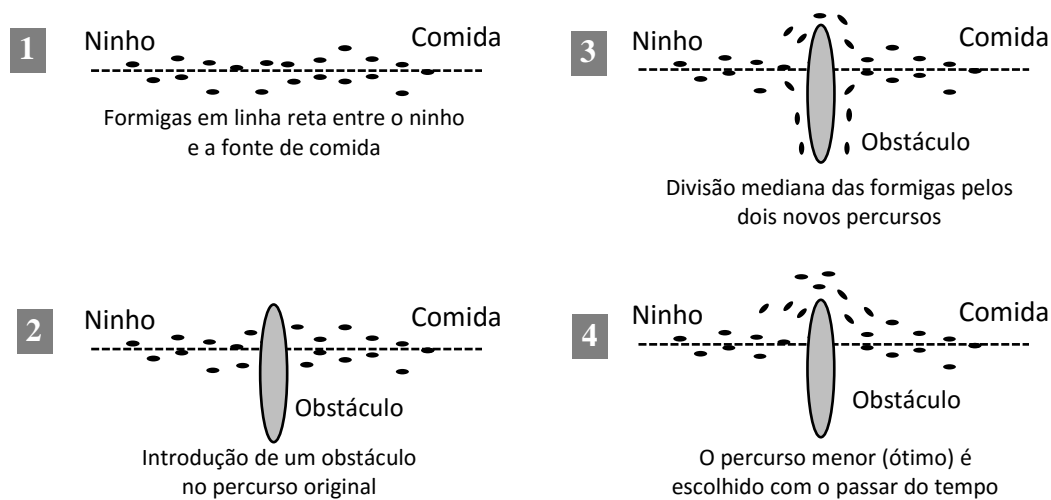 1
Ninho
Comida
Formigas em linha reta entre o ninho
e a fonte de comida
2
Ninho
Comida
Obstáculo
Introdução de um obstáculo
no percurso original
3
Ninho
Comida
Obstáculo
Divisão mediana das formigas pelos
dois novos percursos
4
Ninho
Comida
Obstáculo
O percurso menor (ótimo) é
escolhido com o passar do tempo